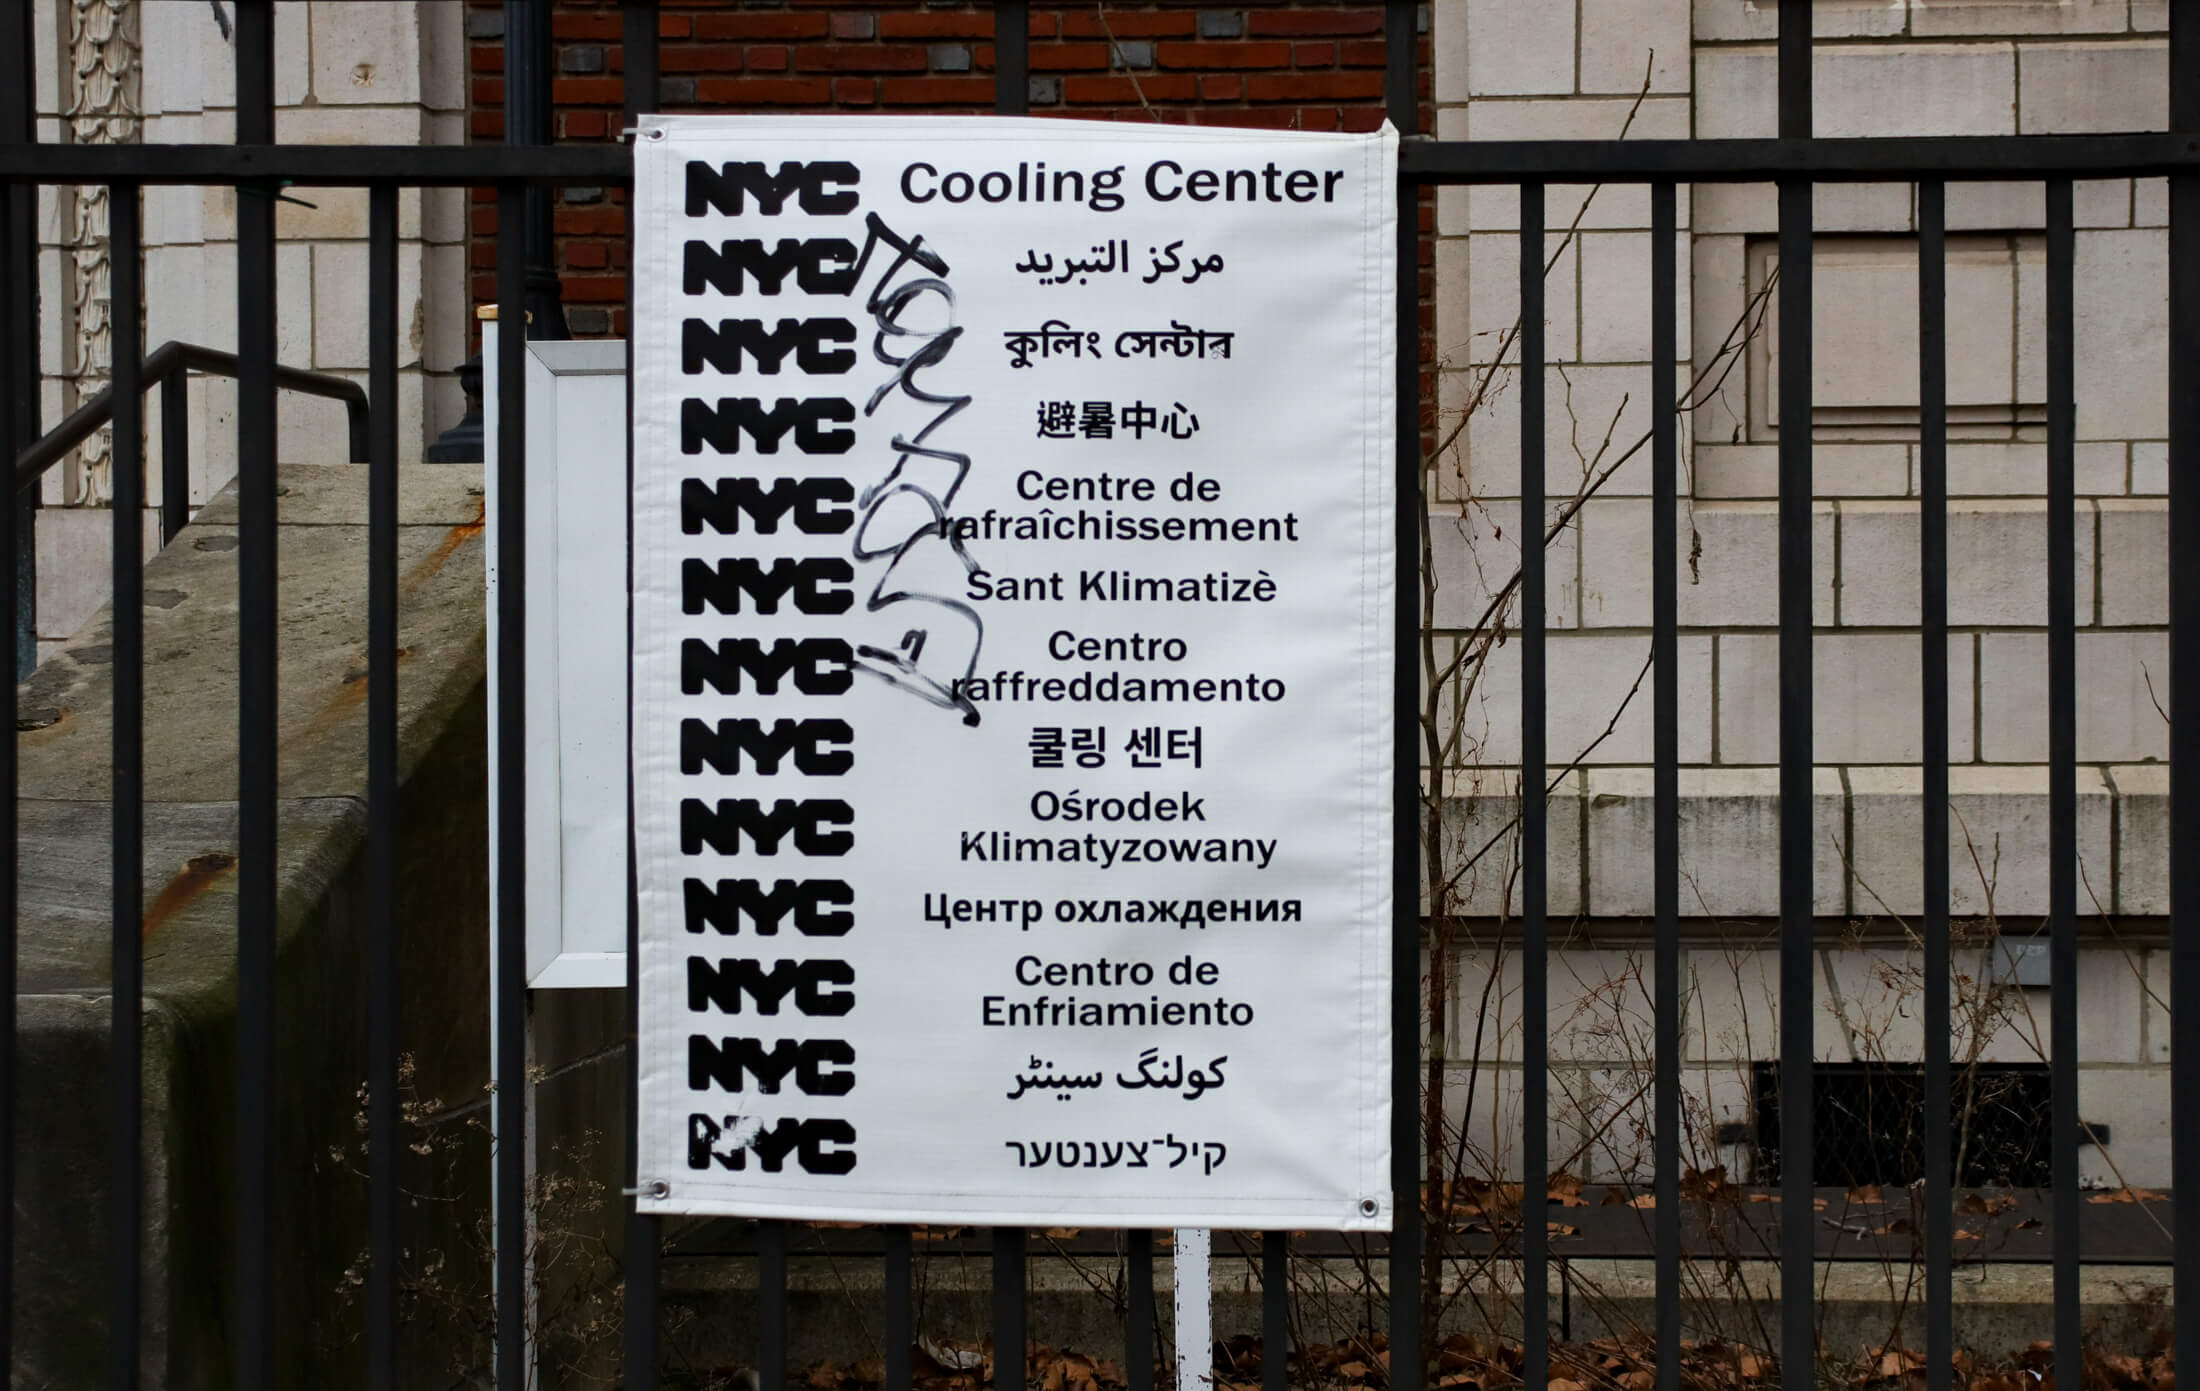 NYC Cooling Center
NYC مركز التبريد
NYC কুলিং সেন্টার
NYC 避暑中心
NYC Centre de
rafraîchissement
NYC Sant Klimatizè
NYC Centro
raffreddamento
NYC 쿨링 센터
NYC Ośrodek
Klimatyzowany
NYC Центр охлаждения
NYC Centro de
Enfriamiento
NYC کولنگ سینٹر
NYC קיל־צענטער